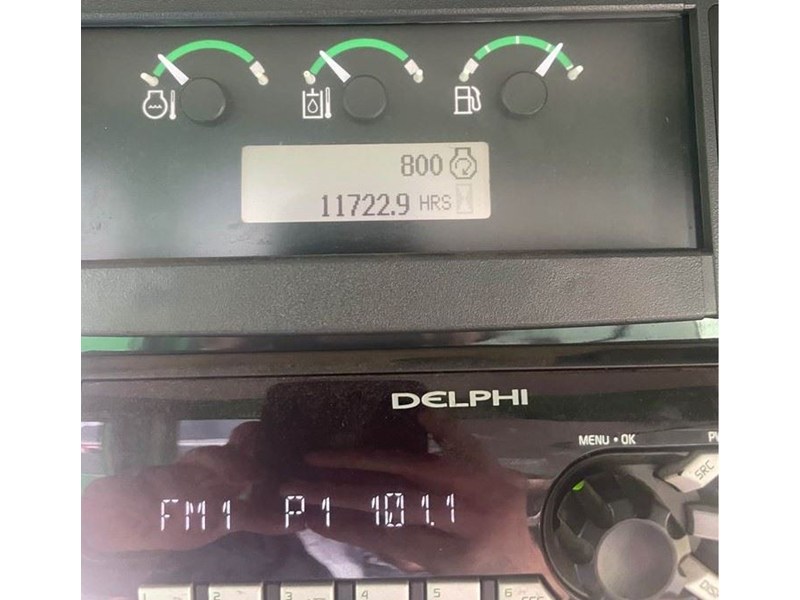 800
11722.9 HRS
DELPHI
MENU • OK
SRC
FM1 P1 101.1
1 2 3 4 5 6